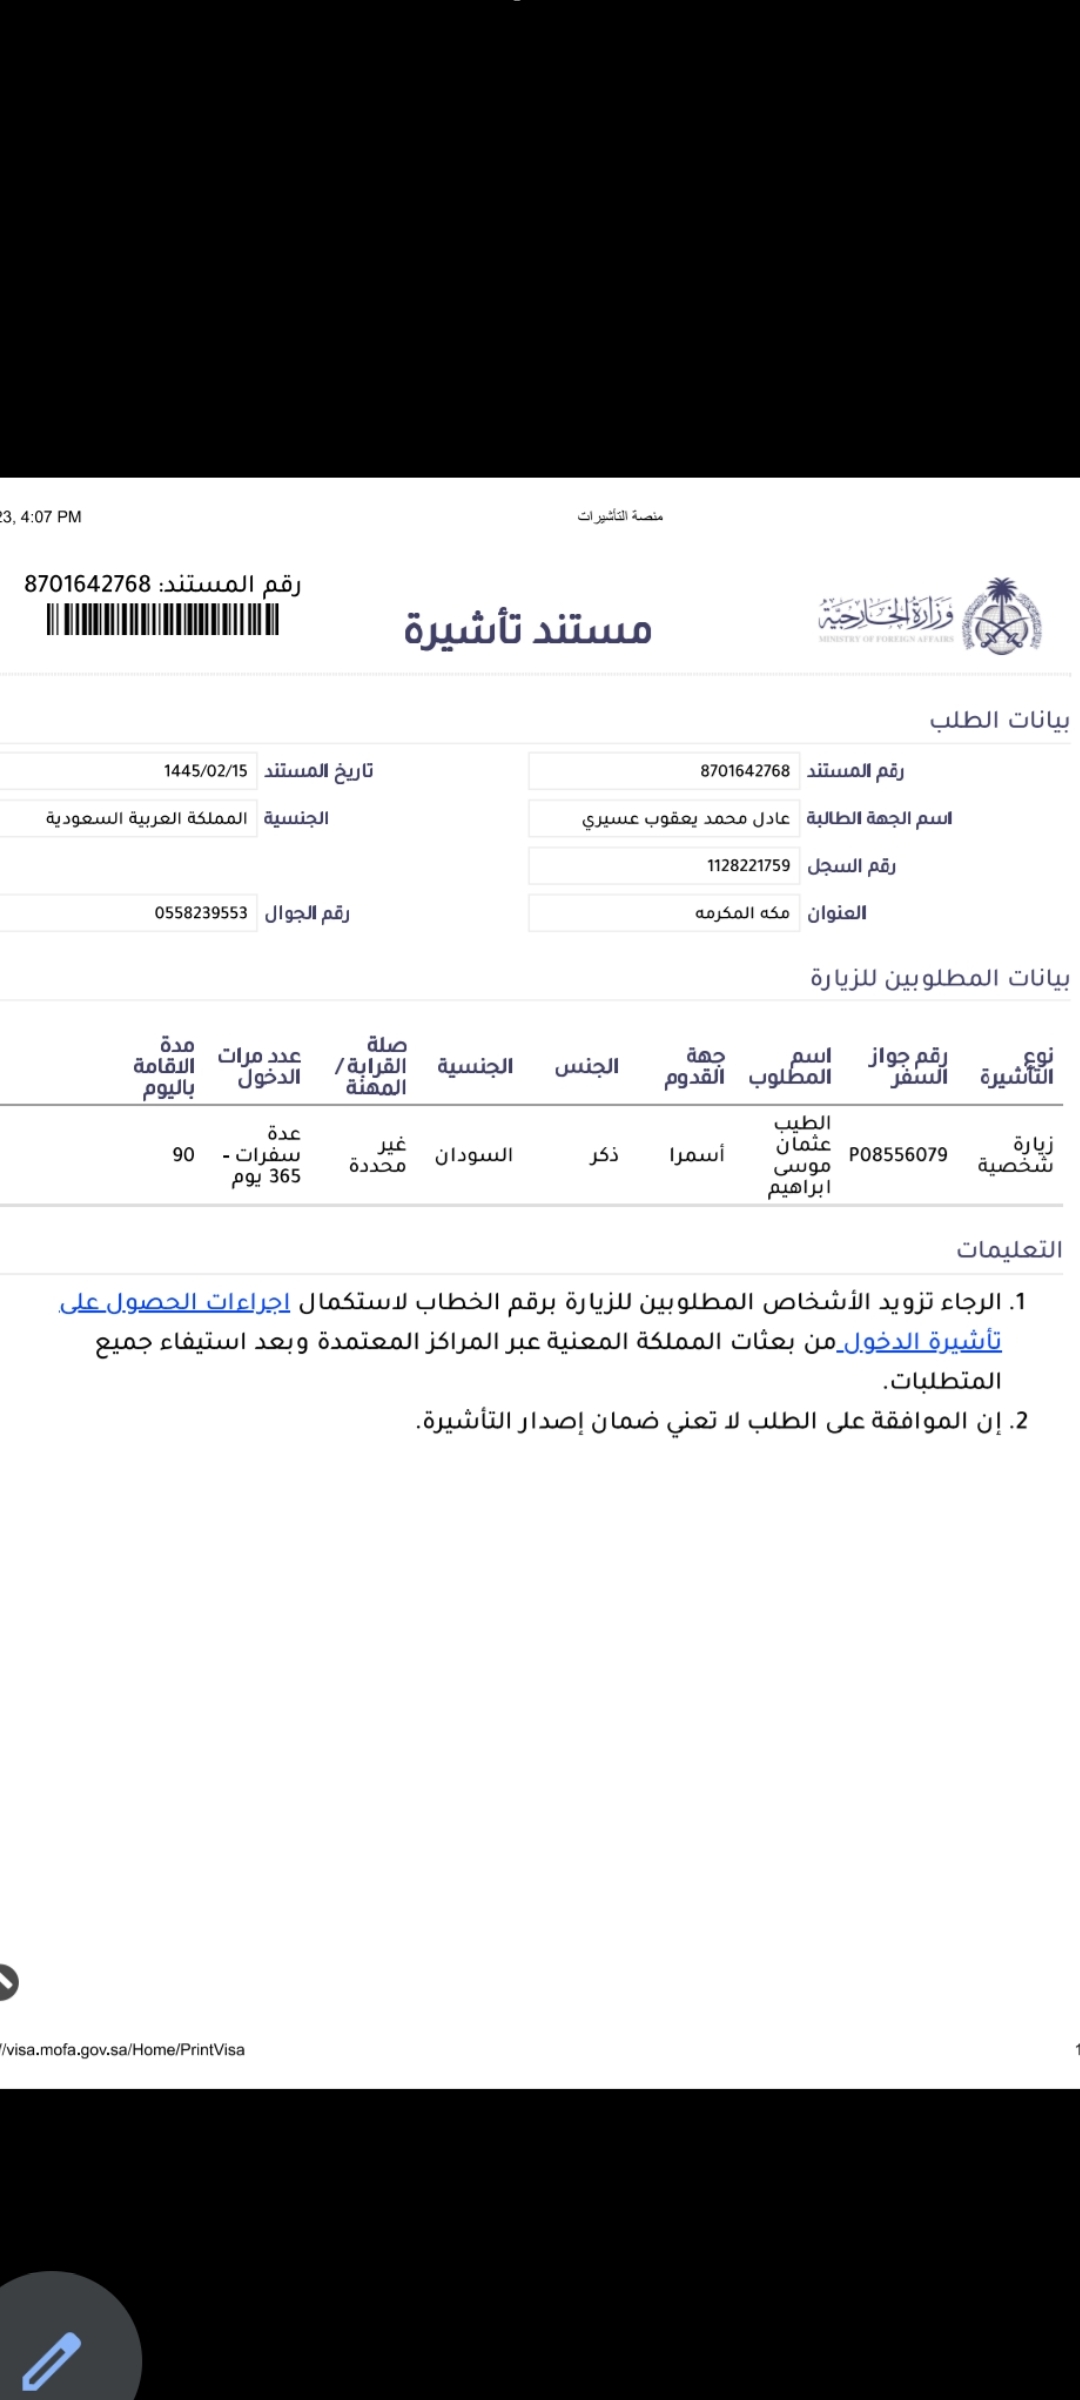 23, 4:07 PM
منصة التأشيرات
رقم المستند: 8701642768
مستند تأشيرة
وزارة الخارجية
MINISTRY OF FOREIGN AFFAIRS
بيانات الطلب
رقم المستند 8701642768 تاريخ المستند 1445/02/15
اسم الجهة الطالبة عادل محمد يعقوب عسيري الجنسية المملكة العربية السعودية
رقم السجل 1128221759
العنوان مكه المكرمه رقم الجوال 0558239553
بيانات المطلوبين للزيارة
نوع التأشيرة رقم جواز السفر اسم المطلوب جهة القدوم الجنس الجنسية صلة القرابة/ المهنة عدد مرات الدخول مدة الاقامة باليوم
زيارة شخصية P08556079 الطيب عثمان موسى ابراهيم أسمرا ذكر السودان غير محددة عدة سفرات - 365 يوم 90
التعليمات
1. الرجاء تزويد الأشخاص المطلوبين للزيارة برقم الخطاب لاستكمال اجراءات الحصول على
تأشيرة الدخول من بعثات المملكة المعنية عبر المراكز المعتمدة وبعد استيفاء جميع
المتطلبات.
2. إن الموافقة على الطلب لا تعني ضمان إصدار التأشيرة.
//visa.mofa.gov.sa/Home/PrintVisa
1